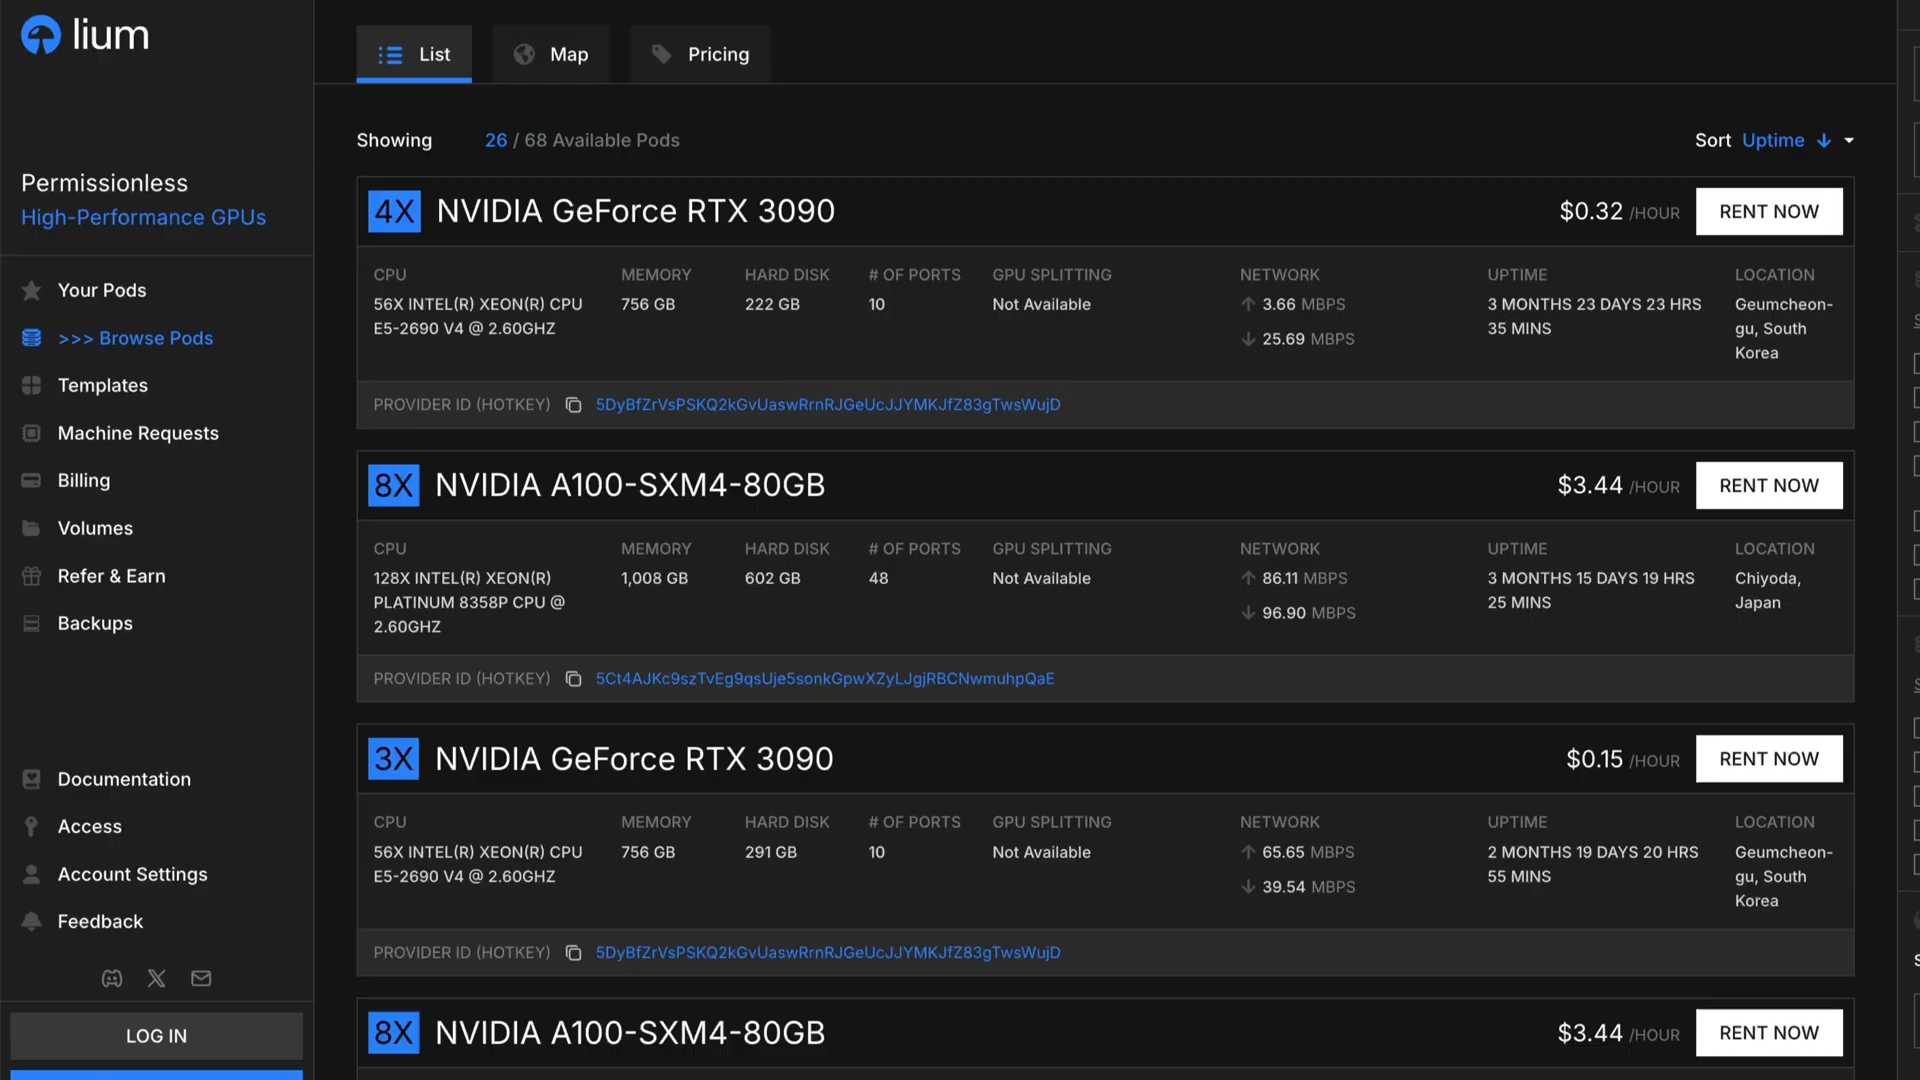 lium
Permissionless
High-Performance GPUs
Your Pods
>>> Browse Pods
Templates
Machine Requests
Billing
Volumes
Refer & Earn
Backups
Documentation
Access
Account Settings
Feedback
LOG IN
List
Map
Pricing
Showing 26 / 68 Available Pods
Sort Uptime
4X NVIDIA GeForce RTX 3090
$0.32 /HOUR RENT NOW
CPU MEMORY HARD DISK # OF PORTS GPU SPLITTING NETWORK UPTIME LOCATION
56X INTEL(R) XEON(R) CPU 756 GB 222 GB 10 Not Available 3.66 MBPS 3 MONTHS 23 DAYS 23 HRS Geumcheon-
E5-2690 V4 @ 2.60GHZ 25.69 MBPS 35 MINS gu, South
Korea
PROVIDER ID (HOTKEY) 5DyBfZrVsPSKQ2kGvUaswRrnRJGeUcJJYMKJfZ83gTwsWujD
8X NVIDIA A100-SXM4-80GB
$3.44 /HOUR RENT NOW
CPU MEMORY HARD DISK # OF PORTS GPU SPLITTING NETWORK UPTIME LOCATION
128X INTEL(R) XEON(R) 1,008 GB 602 GB 48 Not Available 86.11 MBPS 3 MONTHS 15 DAYS 19 HRS Chiyoda,
PLATINUM 8358P CPU @ 96.90 MBPS 25 MINS Japan
2.60GHZ
PROVIDER ID (HOTKEY) 5Ct4AJKc9szTvEg9qsUje5sonkGpwXZyLJgjRBCNwmuhpQaE
3X NVIDIA GeForce RTX 3090
$0.15 /HOUR RENT NOW
CPU MEMORY HARD DISK # OF PORTS GPU SPLITTING NETWORK UPTIME LOCATION
56X INTEL(R) XEON(R) CPU 756 GB 291 GB 10 Not Available 65.65 MBPS 2 MONTHS 19 DAYS 20 HRS Geumcheon-
E5-2690 V4 @ 2.60GHZ 39.54 MBPS 55 MINS gu, South
Korea
PROVIDER ID (HOTKEY) 5DyBfZrVsPSKQ2kGvUaswRrnRJGeUcJJYMKJfZ83gTwsWujD
8X NVIDIA A100-SXM4-80GB
$3.44 /HOUR RENT NOW